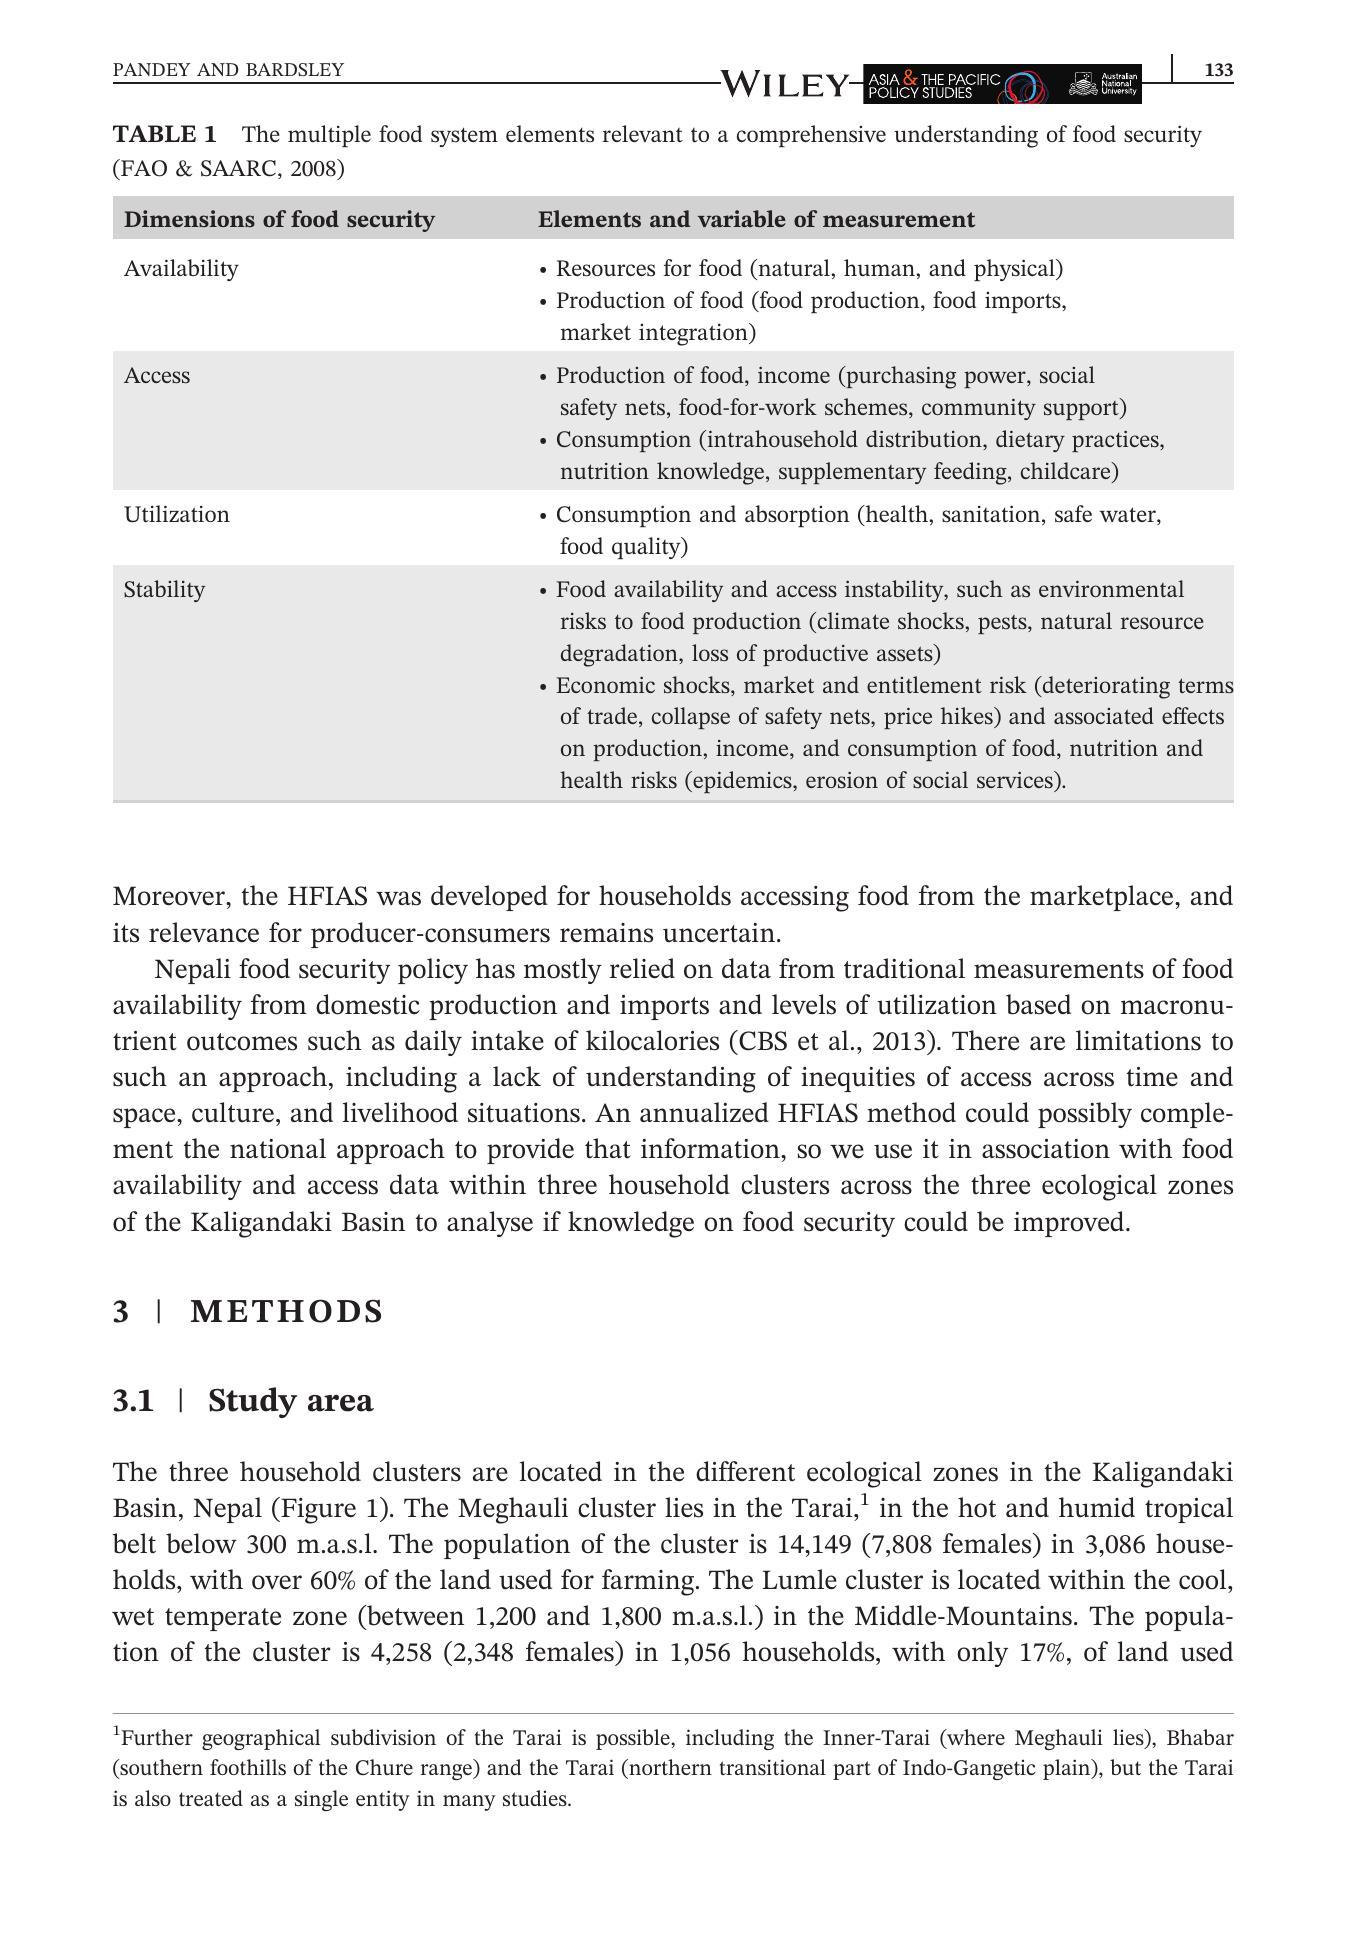 PANDEY AND BARDSLEY
WILEY
ASIA & THE PACIFIC
POLICY STUDIES
Australian
National
University
133
TABLE 1 The multiple food system elements relevant to a comprehensive understanding of food security
(FAO & SAARC, 2008)
Dimensions of food security Elements and variable of measurement
Availability • Resources for food (natural, human, and physical)
• Production of food (food production, food imports,
market integration)
Access • Production of food, income (purchasing power, social
safety nets, food-for-work schemes, community support)
• Consumption (intrahousehold distribution, dietary practices,
nutrition knowledge, supplementary feeding, childcare)
Utilization • Consumption and absorption (health, sanitation, safe water,
food quality)
Stability • Food availability and access instability, such as environmental
risks to food production (climate shocks, pests, natural resource
degradation, loss of productive assets)
• Economic shocks, market and entitlement risk (deteriorating terms
of trade, collapse of safety nets, price hikes) and associated effects
on production, income, and consumption of food, nutrition and
health risks (epidemics, erosion of social services).
Moreover, the HFIAS was developed for households accessing food from the marketplace, and
its relevance for producer-consumers remains uncertain.
Nepali food security policy has mostly relied on data from traditional measurements of food
availability from domestic production and imports and levels of utilization based on macronu-
trient outcomes such as daily intake of kilocalories (CBS et al., 2013). There are limitations to
such an approach, including a lack of understanding of inequities of access across time and
space, culture, and livelihood situations. An annualized HFIAS method could possibly comple-
ment the national approach to provide that information, so we use it in association with food
availability and access data within three household clusters across the three ecological zones
of the Kaligandaki Basin to analyse if knowledge on food security could be improved.
3 | METHODS
3.1 | Study area
The three household clusters are located in the different ecological zones in the Kaligandaki
Basin, Nepal (Figure 1). The Meghauli cluster lies in the Tarai,1 in the hot and humid tropical
belt below 300 m.a.s.l. The population of the cluster is 14,149 (7,808 females) in 3,086 house-
holds, with over 60% of the land used for farming. The Lumle cluster is located within the cool,
wet temperate zone (between 1,200 and 1,800 m.a.s.l.) in the Middle-Mountains. The popula-
tion of the cluster is 4,258 (2,348 females) in 1,056 households, with only 17%, of land used
1Further geographical subdivision of the Tarai is possible, including the Inner-Tarai (where Meghauli lies), Bhabar
(southern foothills of the Chure range) and the Tarai (northern transitional part of Indo-Gangetic plain), but the Tarai
is also treated as a single entity in many studies.